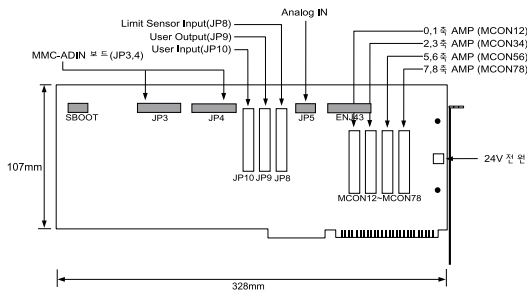 Limit Sensor Input(JP8)
User Output(JP9)
User Input(JP10)
Analog IN
0,1축 AMP (MCON12)
2,3축 AMP (MCON34)
5,6축 AMP (MCON56)
7,8축 AMP (MCON78)
MMC-ADIN 보드(JP3,4)
SBOOT
JP3
JP4
JP5
ENJ43
107mm
24V 전원
JP10 JP9 JP8
MCON12~MCON78
328mm